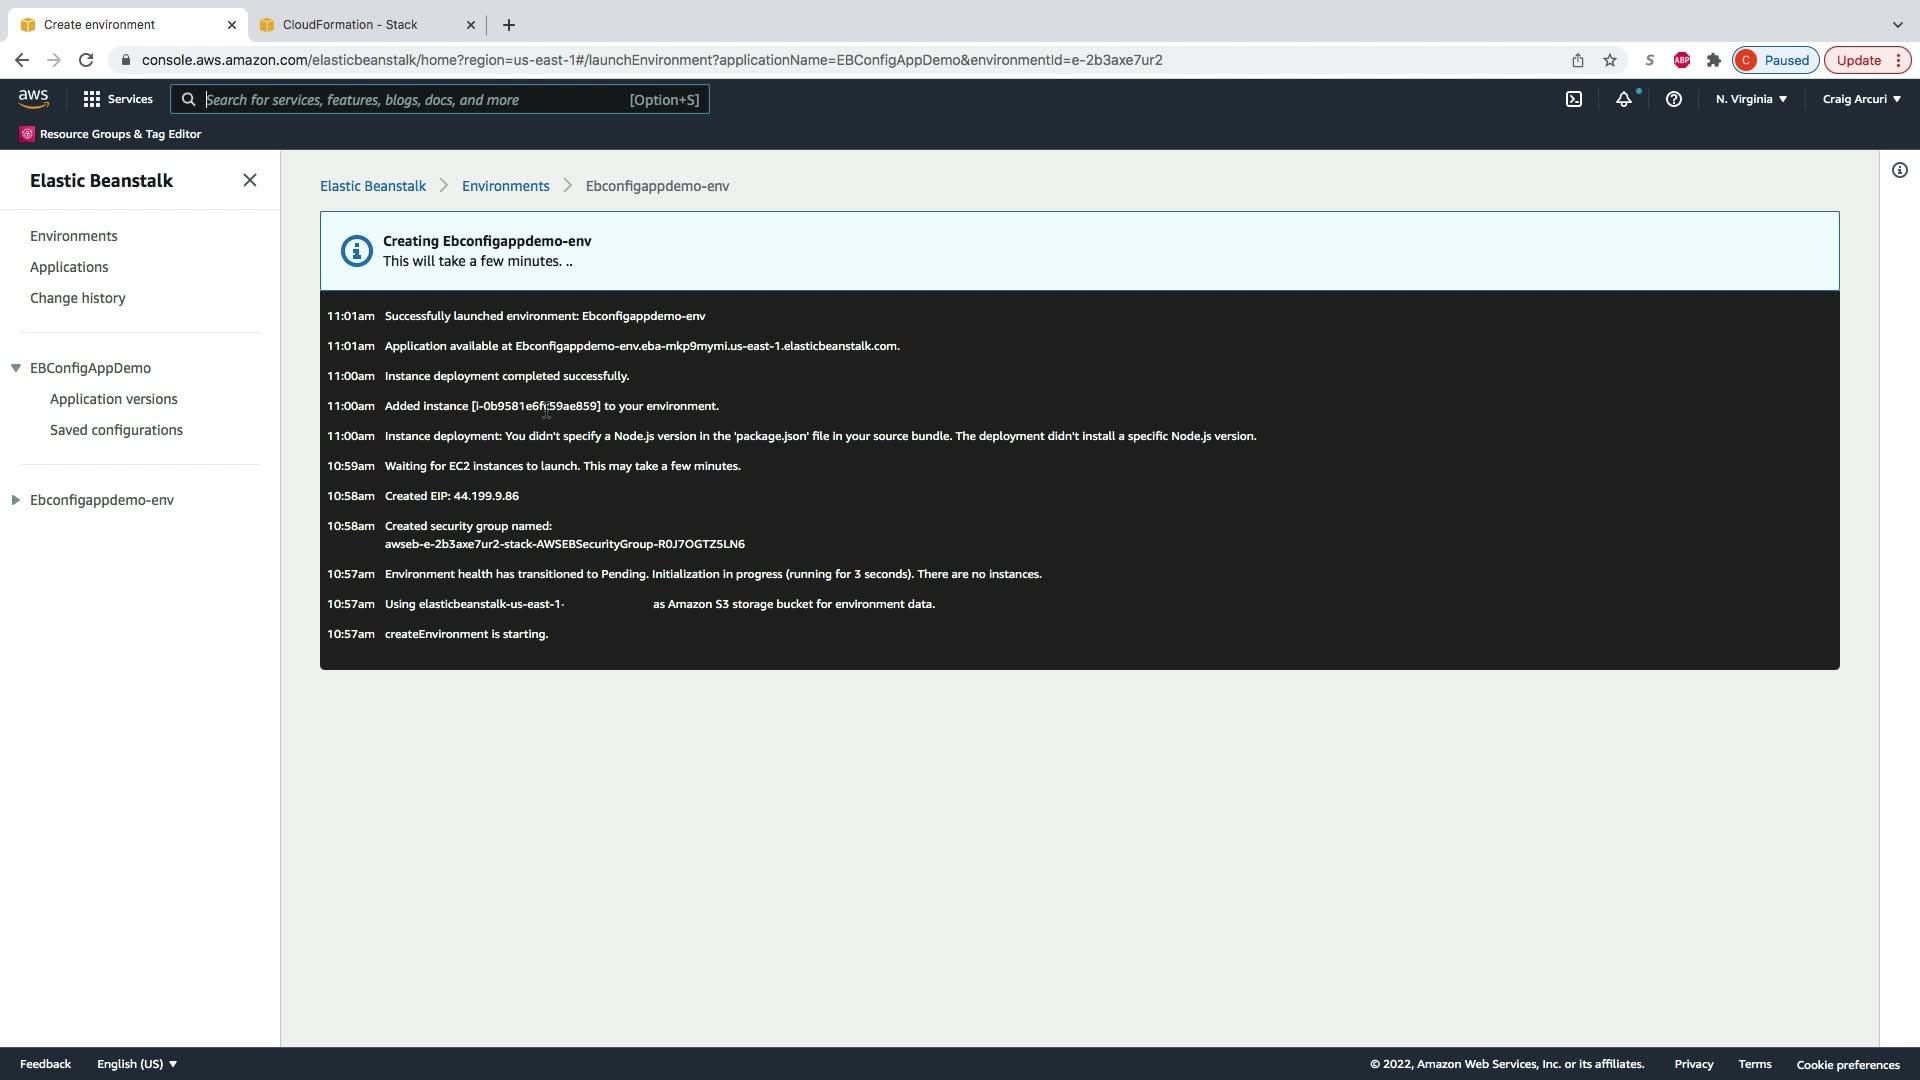 Create environment
CloudFormation - Stack
console.aws.amazon.com/elasticbeanstalk/home?region=us-east-1#/launchEnvironment?applicationName=EBConfigAppDemo&environmentId=e-2b3axe7ur2
S
ABP
C Paused
Update
aws
Services
Search for services, features, blogs, docs, and more [Option+S]
N. Virginia
Craig Arcuri
Resource Groups & Tag Editor
Elastic Beanstalk
Environments
Applications
Change history
EBConfigAppDemo
Application versions
Saved configurations
Ebconfigappdemo-env
Elastic Beanstalk
Environments
Ebconfigappdemo-env
Creating Ebconfigappdemo-env
This will take a few minutes. ..
11:01am Successfully launched environment: Ebconfigappdemo-env
11:01am Application available at Ebconfigappdemo-env.eba-mkp9mymi.us-east-1.elasticbeanstalk.com.
11:00am Instance deployment completed successfully.
11:00am Added instance to your environment.
11:00am Instance deployment: You didn't specify a Node.js version in the 'package.json' file in your source bundle. The deployment didn't install a specific Node.js version.
10:59am Waiting for EC2 instances to launch. This may take a few minutes.
10:58am Created EIP: 44.199.9.86
10:58am Created security group named:
awseb-e-2b3axe7ur2-stack-AWSEBSecurityGroup-R0J7OGTZ5LN6
10:57am Environment health has transitioned to Pending. Initialization in progress (running for 3 seconds). There are no instances.
10:57am Using elasticbeanstalk-us-east-1- as Amazon S3 storage bucket for environment data.
10:57am createEnvironment is starting.
Feedback
English (US)
© 2022, Amazon Web Services, Inc. or its affiliates.
Privacy
Terms
Cookie preferences